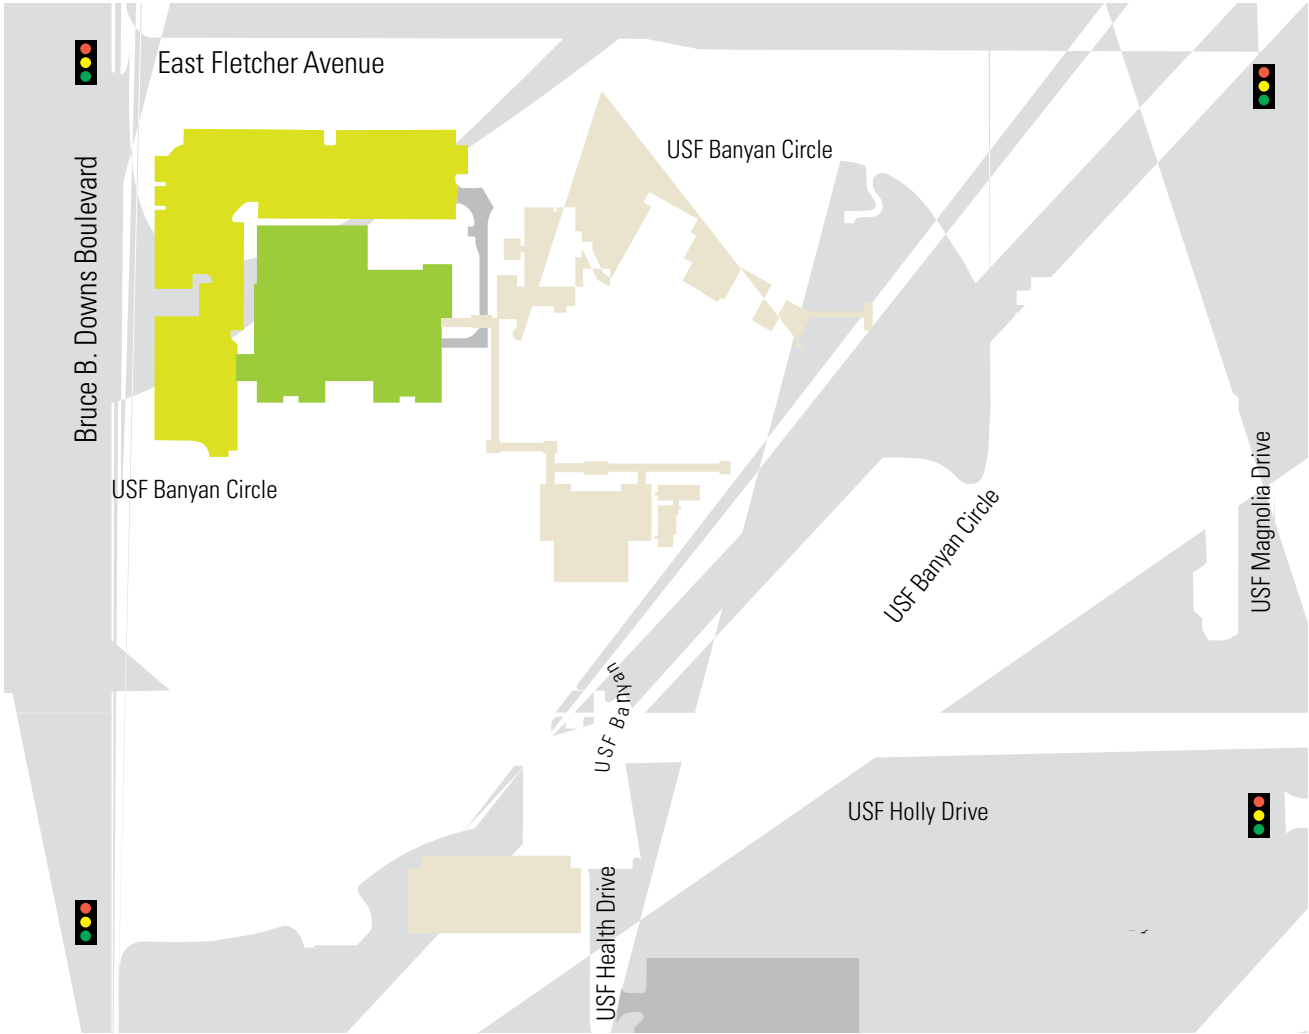 East Fletcher Avenue
USF Banyan Circle
Bruce B. Downs Boulevard
USF Banyan Circle
USF Magnolia Drive
USF Banyan Circle
USF Banyan
USF Holly Drive
USF Health Drive